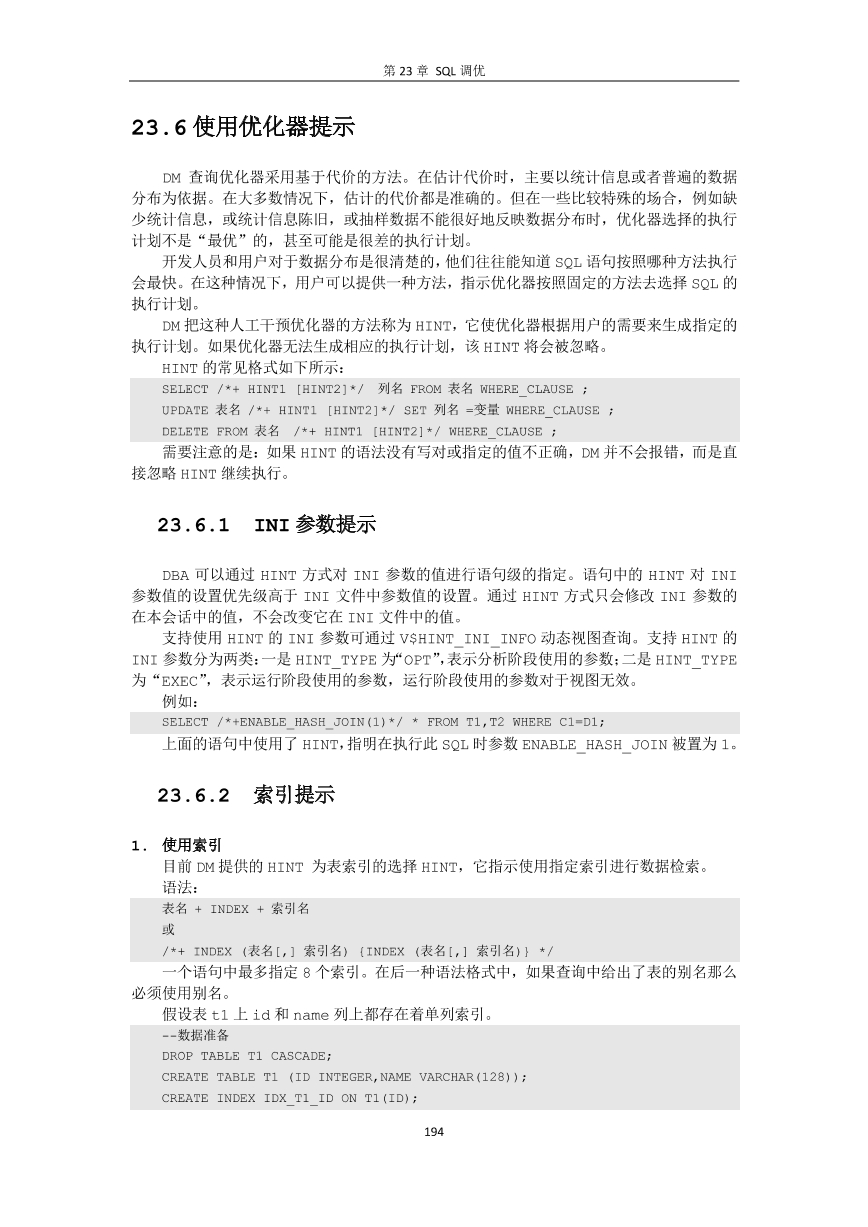 第 23 章 SQL 调优
23.6 使用优化器提示
DM 查询优化器采用基于代价的方法。在估计代价时，主要以统计信息或者普遍的数据
分布为依据。在大多数情况下，估计的代价都是准确的。但在一些比较特殊的场合，例如缺
少统计信息，或统计信息陈旧，或抽样数据不能很好地反映数据分布时，优化器选择的执行
计划不是“最优”的，甚至可能是很差的执行计划。
开发人员和用户对于数据分布是很清楚的，他们往往能知道 SQL 语句按照哪种方法执行
会最快。在这种情况下，用户可以提供一种方法，指示优化器按照固定的方法去选择 SQL 的
执行计划。
DM 把这种人工干预优化器的方法称为 HINT，它使优化器根据用户的需要来生成指定的
执行计划。如果优化器无法生成相应的执行计划，该 HINT 将会被忽略。
HINT 的常见格式如下所示：
SELECT /*+ HINT1 [HINT2]*/ 列名 FROM 表名 WHERE_CLAUSE ;
UPDATE 表名 /*+ HINT1 [HINT2]*/ SET 列名 =变量 WHERE_CLAUSE ;
DELETE FROM 表名 /*+ HINT1 [HINT2]*/ WHERE_CLAUSE ;
需要注意的是：如果 HINT 的语法没有写对或指定的值不正确，DM 并不会报错，而是直
接忽略 HINT 继续执行。
23.6.1 INI 参数提示
DBA 可以通过 HINT 方式对 INI 参数的值进行语句级的指定。语句中的 HINT 对 INI
参数值的设置优先级高于 INI 文件中参数值的设置。通过 HINT 方式只会修改 INI 参数的
在本会话中的值，不会改变它在 INI 文件中的值。
支持使用 HINT 的 INI 参数可通过 V$HINT_INI_INFO 动态视图查询。支持 HINT 的
INI 参数分为两类：一是 HINT_TYPE 为“OPT”，表示分析阶段使用的参数；二是 HINT_TYPE
为“EXEC”，表示运行阶段使用的参数，运行阶段使用的参数对于视图无效。
例如：
SELECT /*+ENABLE_HASH_JOIN(1)*/ * FROM T1,T2 WHERE C1=D1;
上面的语句中使用了 HINT，指明在执行此 SQL 时参数 ENABLE_HASH_JOIN 被置为 1。
23.6.2 索引提示
1. 使用索引
目前 DM 提供的 HINT 为表索引的选择 HINT，它指示使用指定索引进行数据检索。
语法：
表名 + INDEX + 索引名
或
/*+ INDEX (表名[,] 索引名) {INDEX (表名[,] 索引名)} */
一个语句中最多指定 8 个索引。在后一种语法格式中，如果查询中给出了表的别名那么
必须使用别名。
假设表 t1 上 id 和 name 列上都存在着单列索引。
--数据准备
DROP TABLE T1 CASCADE;
CREATE TABLE T1 (ID INTEGER,NAME VARCHAR(128));
CREATE INDEX IDX_T1_ID ON T1(ID);
194